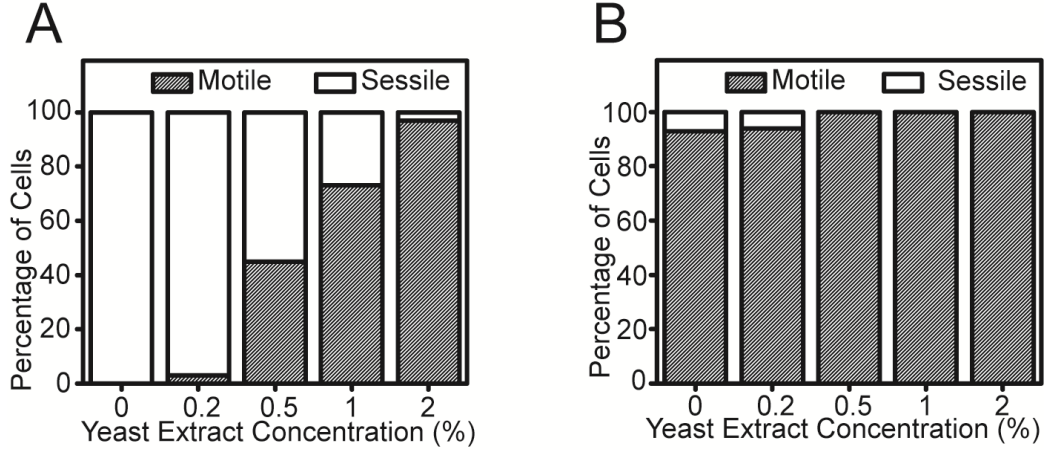 A
Motile Sessile
100
80
60
40
20
0
Percentage of Cells
0 0.2 0.5 1 2
Yeast Extract Concentration (%)
B
Motile Sessile
100
80
60
40
20
0
Percentage of Cells
0 0.2 0.5 1 2
Yeast Extract Concentration (%)